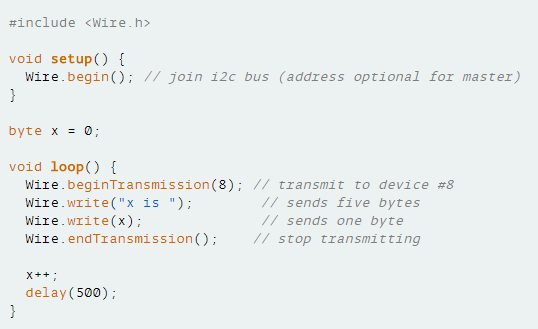 #include <Wire.h>

void setup() {
  Wire.begin(); // join i2c bus (address optional for master)
}

byte x = 0;

void loop() {
  Wire.beginTransmission(8); // transmit to device #8
  Wire.write("x is ");        // sends five bytes
  Wire.write(x);              // sends one byte
  Wire.endTransmission();    // stop transmitting

  x++;
  delay(500);
}